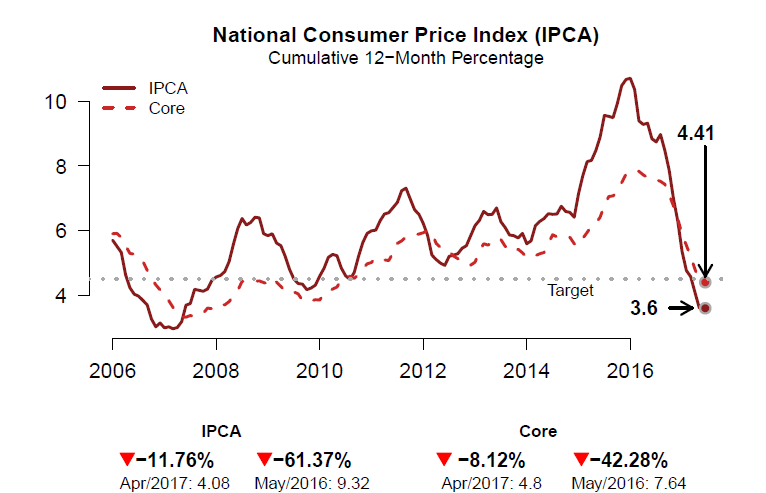 National Consumer Price Index (IPCA)
Cumulative 12−Month Percentage
IPCA
Core
10
8
6
4
4.41
Target
3.6
2006 2008 2010 2012 2014 2016
IPCA Core
▼−11.76% ▼−61.37% ▼−8.12% ▼−42.28%
Apr/2017: 4.08 May/2016: 9.32 Apr/2017: 4.8 May/2016: 7.64